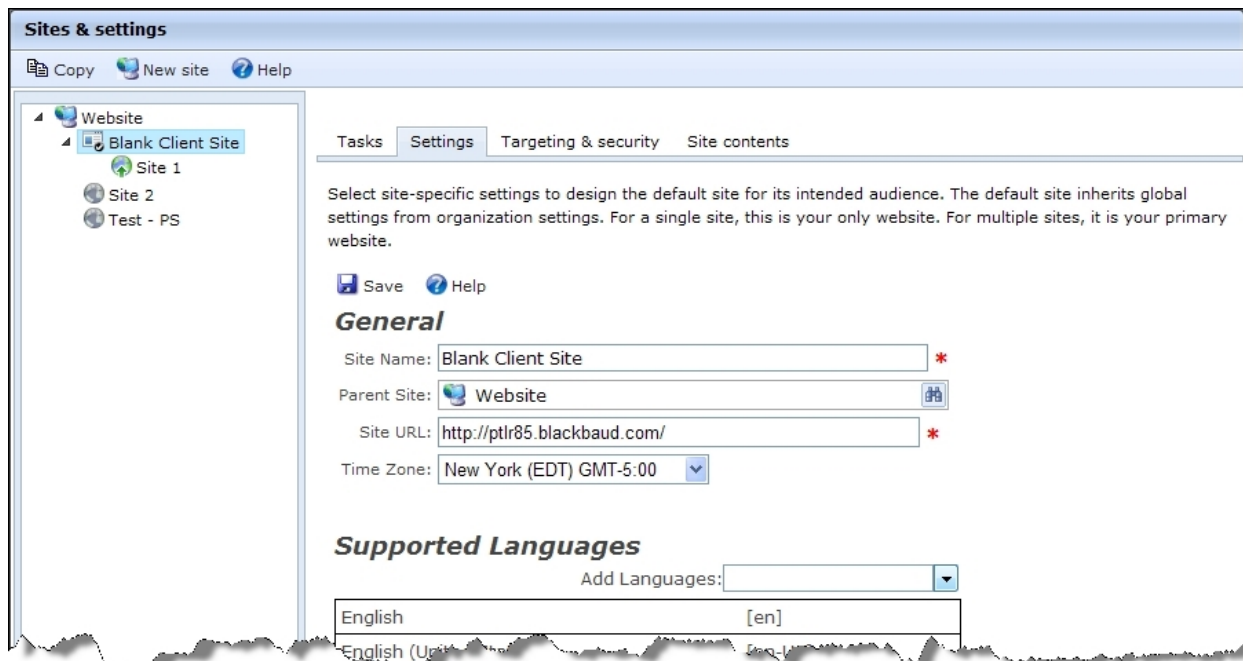 Sites & settings
Copy New site Help
Website
Blank Client Site
Site 1
Site 2
Test - PS
Tasks Settings Targeting & security Site contents
Select site-specific settings to design the default site for its intended audience. The default site inherits global
settings from organization settings. For a single site, this is your only website. For multiple sites, it is your primary
website.
Save Help
General
Site Name: Blank Client Site *
Parent Site: Website
Site URL: http://ptlr85.blackbaud.com/ *
Time Zone: New York (EDT) GMT-5:00
Supported Languages
Add Languages:
English [en]
English